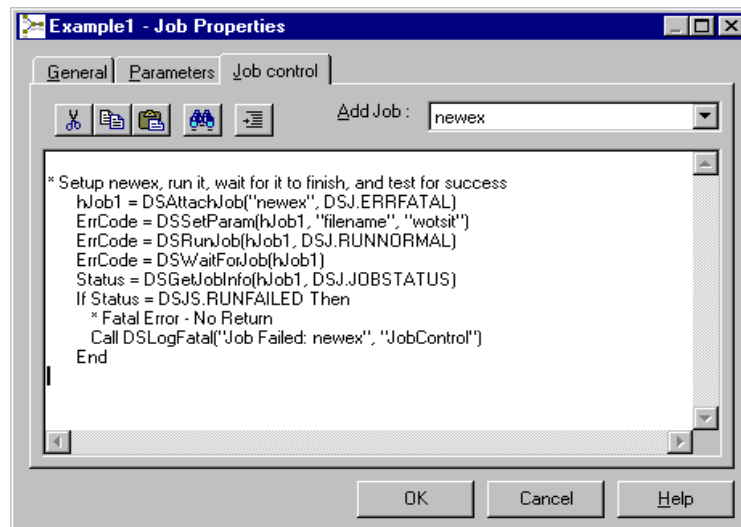 Example1 - Job Properties
General Parameters Job control
Add Job : newex
* Setup newex, run it, wait for it to finish, and test for success
hJob1 = DSAttachJob("newex", DSJ.ERRFATAL)
ErrCode = DSSetParam(hJob1, "filename", "wotsit")
ErrCode = DSRunJob(hJob1, DSJ.RUNNORMAL)
ErrCode = DSWaitForJob(hJob1)
Status = DSGetJobInfo(hJob1, DSJ.JOBSTATUS)
If Status = DSJS.RUNFAILED Then
* Fatal Error - No Return
Call DSLogFatal("Job Failed: newex", "JobControl")
End
OK Cancel Help